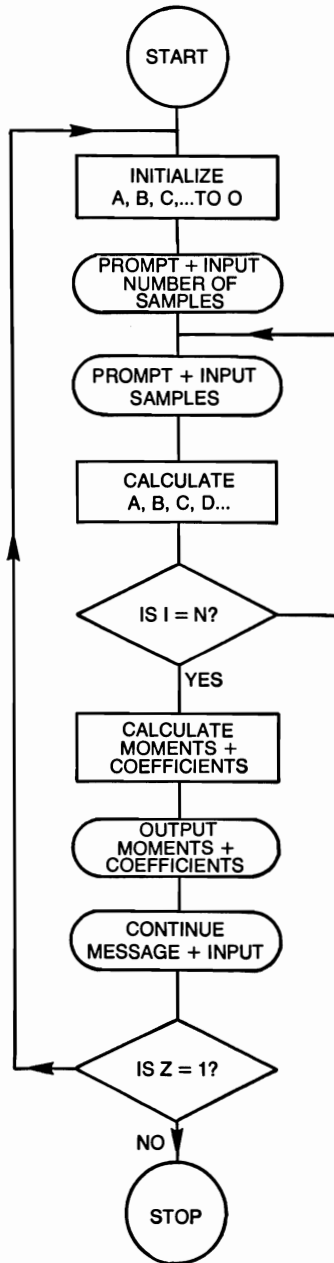 START
INITIALIZE
A, B, C,...TO O
PROMPT + INPUT
NUMBER OF
SAMPLES
PROMPT + INPUT
SAMPLES
CALCULATE
A, B, C, D...
IS I = N?
YES
CALCULATE
MOMENTS +
COEFFICIENTS
OUTPUT
MOMENTS +
COEFFICIENTS
CONTINUE
MESSAGE + INPUT
IS Z = 1?
NO
STOP